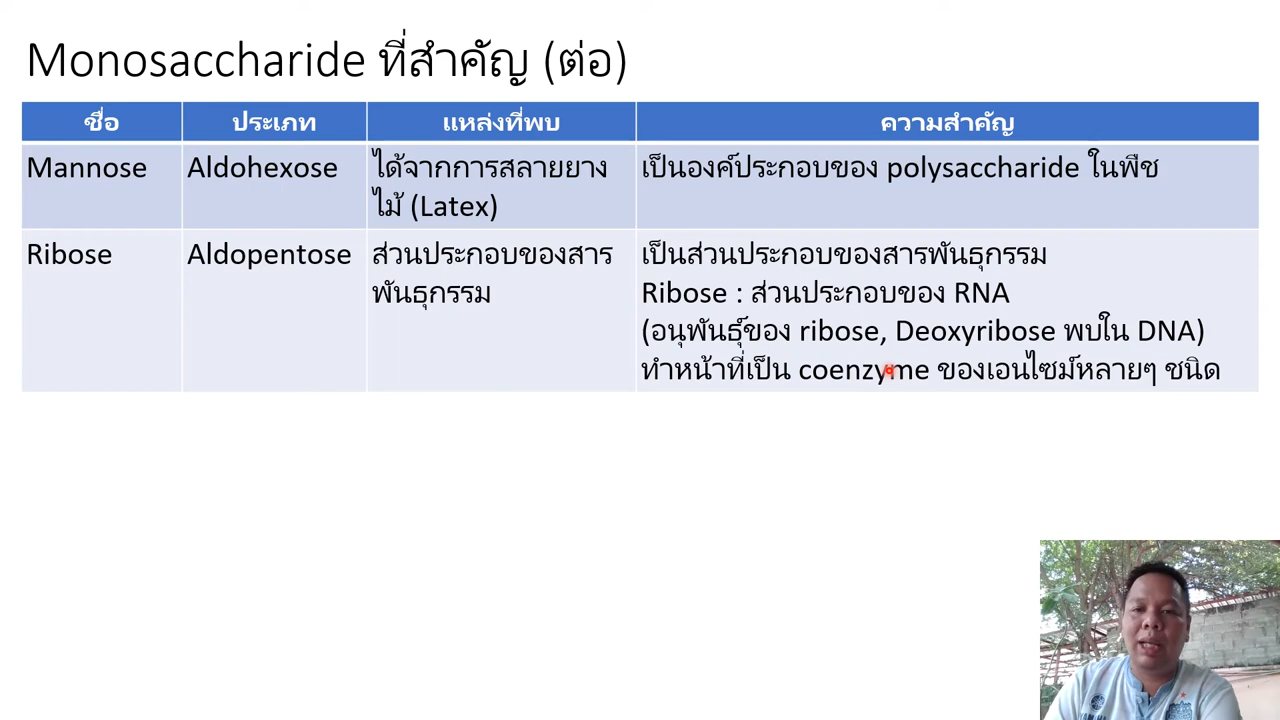 Monosaccharide ที่สำคัญ (ต่อ)
ชื่อ ประเภท แหล่งที่พบ ความสำคัญ
Mannose Aldohexose ได้จากการสลายยาง เป็นองค์ประกอบของ polysaccharide ในพืช
ไม้ (Latex)
Ribose Aldopentose ส่วนประกอบของสาร เป็นส่วนประกอบของสารพันธุกรรม
พันธุกรรม Ribose : ส่วนประกอบของ RNA
(อนุพันธุ์ของ ribose, Deoxyribose พบใน DNA)
ทำหน้าที่เป็น coenzyme ของเอนไซม์หลายๆ ชนิด